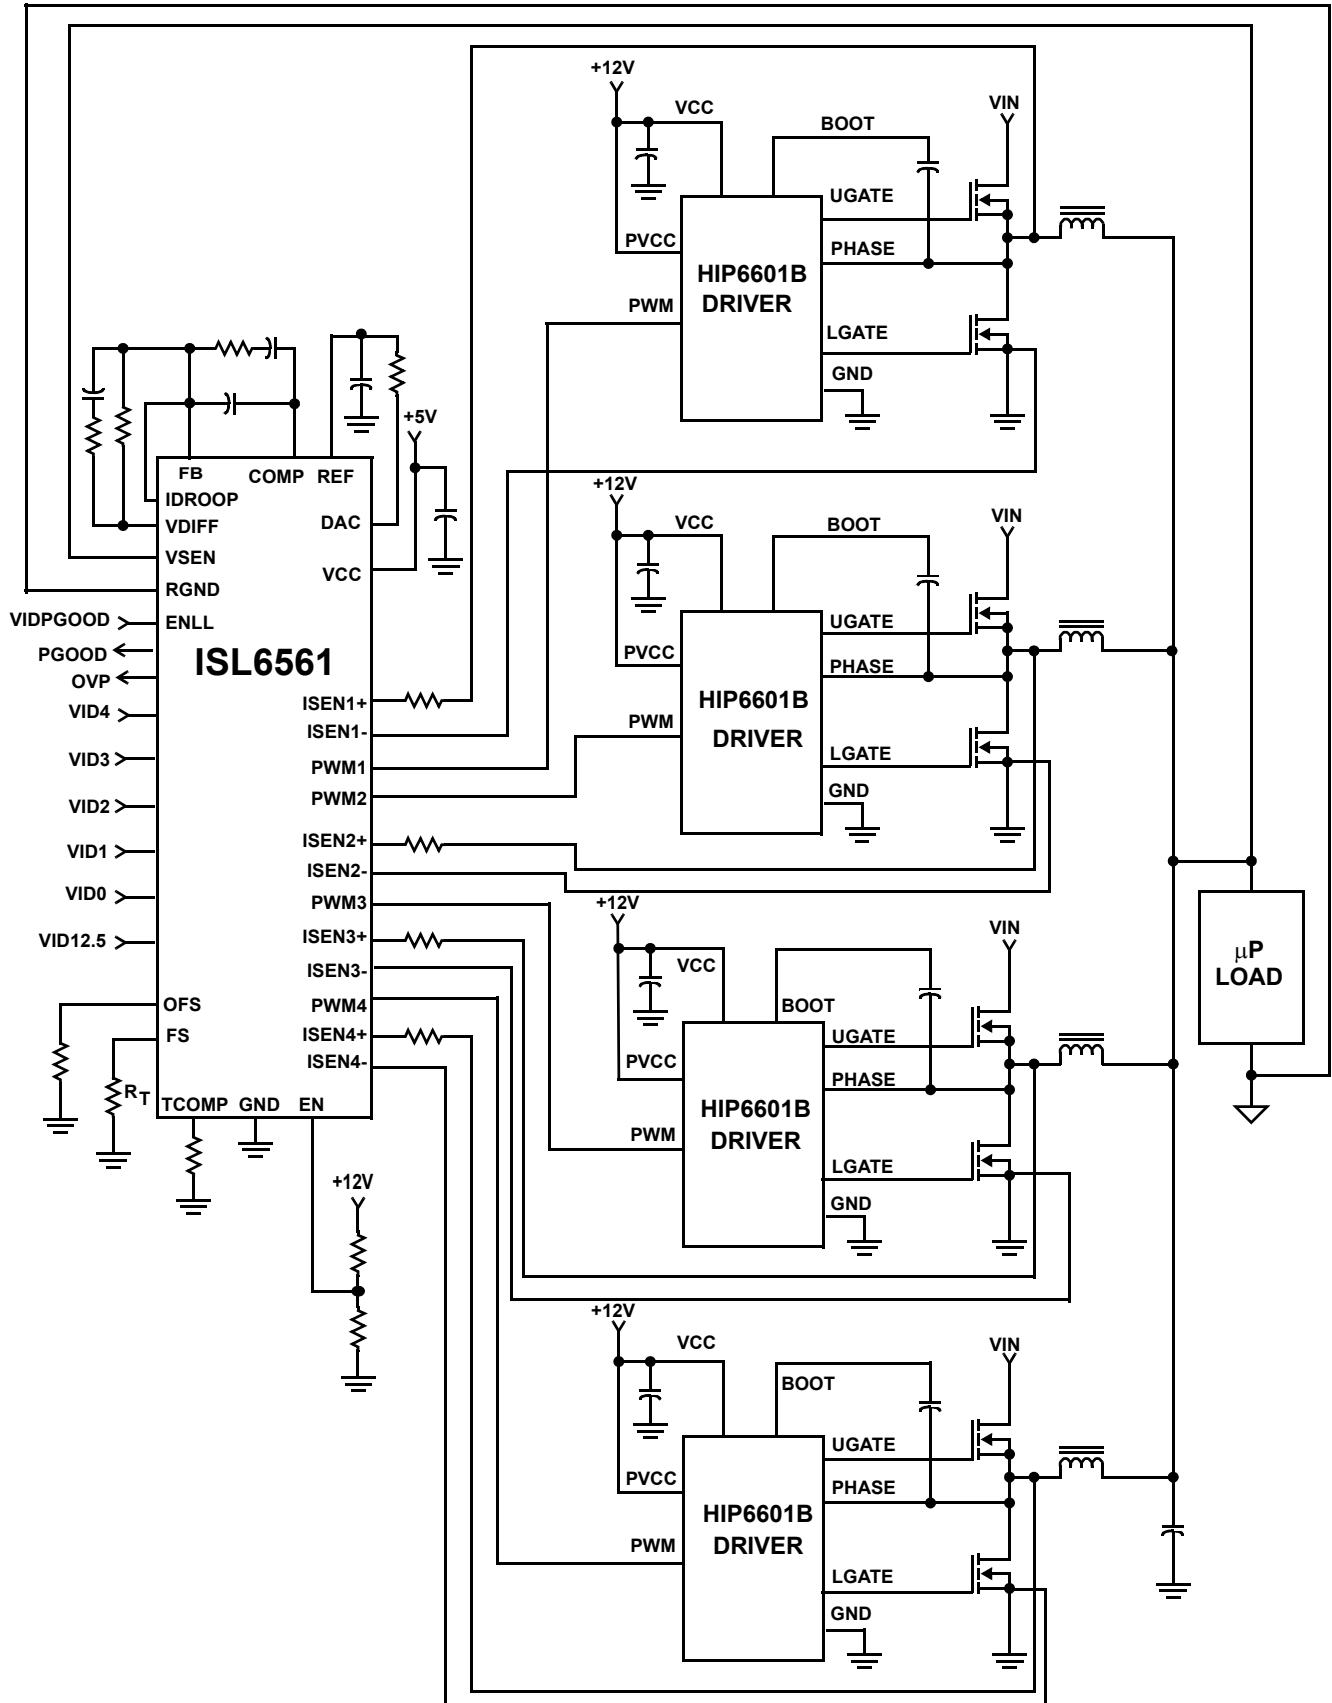 +12V
VCC
BOOT
VIN
UGATE
PVCC
PHASE
HIP6601B
DRIVER
PWM
LGATE
GND
+5V
FB
COMP
REF
IDROOP
VDIFF
DAC
VSEN
VCC
RGND
VIDPGOOD
ENLL
PGOOD
ISL6561
OVP
VID4
VID3
VID2
VID1
VID0
VID12.5
OFS
FS
RT
TCOMP
GND
EN
+12V
ISEN1+
ISEN1-
PWM1
PWM2
ISEN2+
ISEN2-
PWM3
ISEN3+
ISEN3-
PWM4
ISEN4+
ISEN4-
+12V
VCC
BOOT
VIN
UGATE
PVCC
PHASE
HIP6601B
DRIVER
PWM
LGATE
GND
+12V
VCC
BOOT
VIN
UGATE
PVCC
PHASE
HIP6601B
DRIVER
PWM
LGATE
GND
µP
LOAD
+12V
VCC
BOOT
VIN
UGATE
PVCC
PHASE
HIP6601B
DRIVER
PWM
LGATE
GND